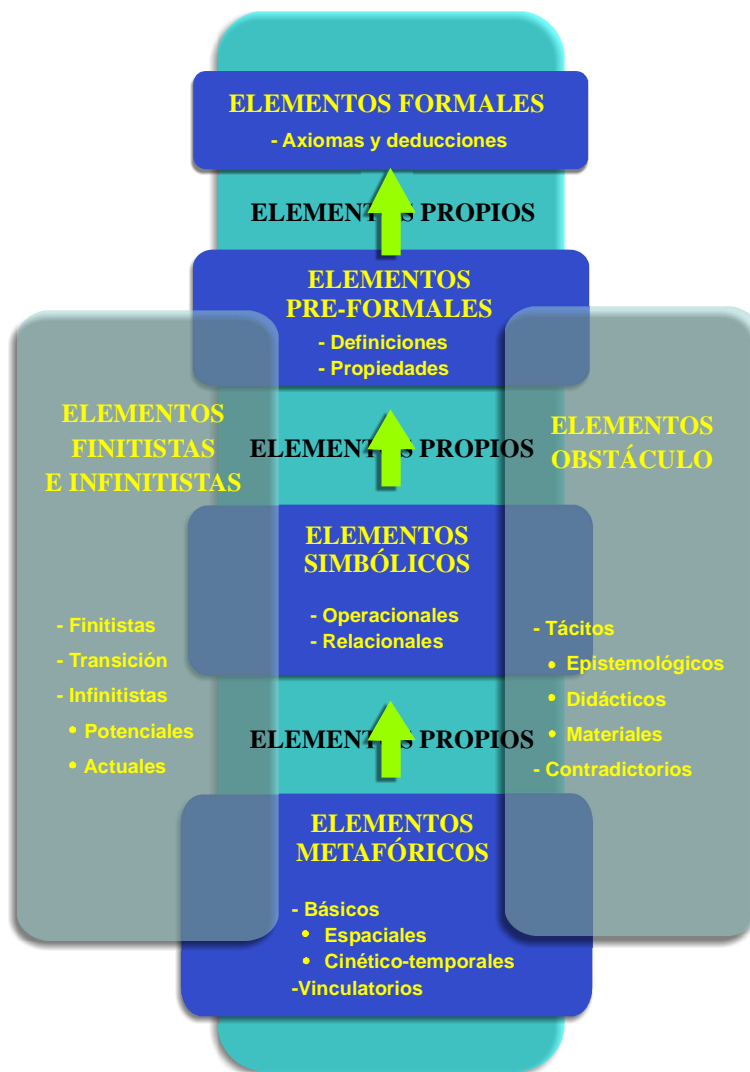 ELEMENTOS FORMALES
- Axiomas y deducciones
ELEMENTOS PROPIOS
ELEMENTOS
PRE-FORMALES
- Definiciones
- Propiedades
ELEMENTOS
FINITISTAS
E INFINITISTAS
- Finitistas
- Transición
- Infinitistas
• Potenciales
• Actuales
ELEMENTOS PROPIOS
ELEMENTOS
SIMBÓLICOS
- Operacionales
- Relacionales
ELEMENTOS PROPIOS
ELEMENTOS
METAFÓRICOS
- Básicos
• Espaciales
• Cinético-temporales
-Vinculatorios
ELEMENTOS
OBSTÁCULO
- Tácitos
• Epistemológicos
• Didácticos
• Materiales
- Contradictorios